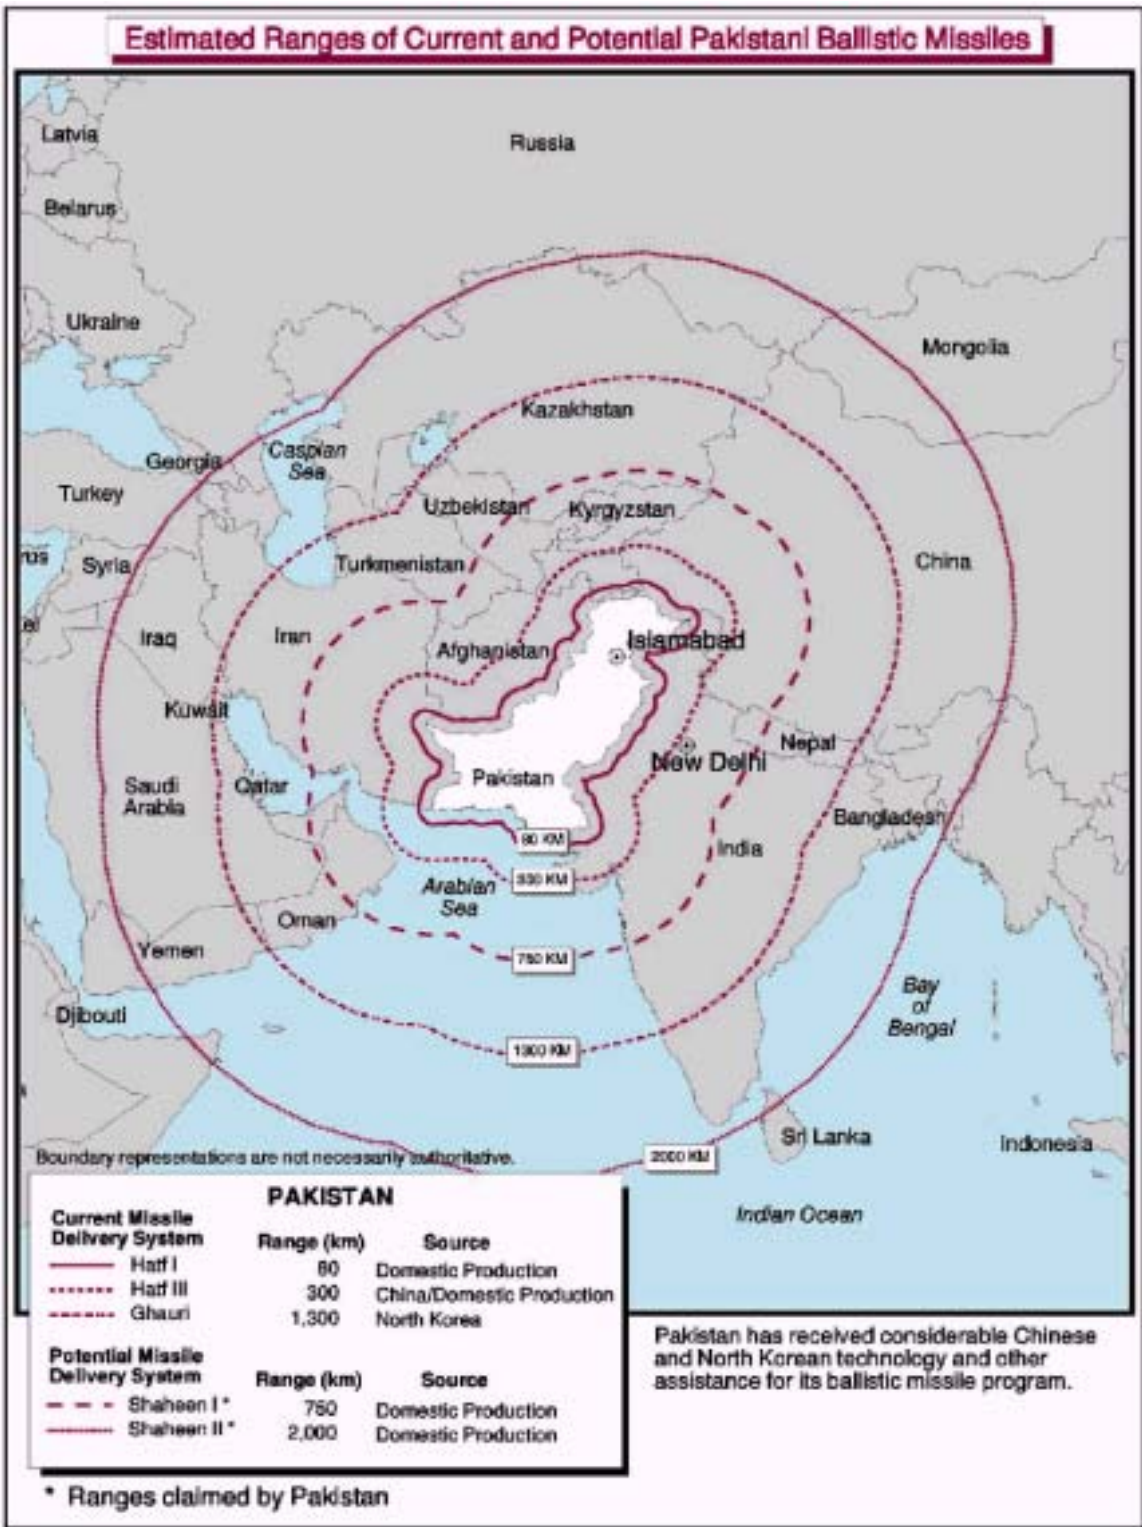 Estimated Ranges of Current and Potential Pakistani Ballistic Missiles
Latvia
Russia
Belarus
Ukraine
Mongolia
Kazakhstan
Caspian
Sea
Georgia
Turkey
Uzbekistan
Kyrgyzstan
rus
Syria
Turkmenistan
China
el
Iraq
Iran
Afghanistan
Islamabad
Kuwait
Nepal
New Delhi
Pakistan
Saudi
Arabia
Qatar
Bangladesh
80 KM
India
300 KM
Arabian
Sea
Oman
Yemen
750 KM
Bay
of
Bengal
Djibouti
1300 KM
Sri Lanka
Indonesia
Boundary representations are not necessarily authoritative.
2000 KM
Indian Ocean
PAKISTAN
Current Missile
Delivery System Range (km) Source
Hatf I 80 Domestic Production
Hatf III 300 China/Domestic Production
Ghauri 1,300 North Korea
Potential Missile
Delivery System Range (km) Source
Shaheen I * 750 Domestic Production
Shaheen II * 2,000 Domestic Production
Pakistan has received considerable Chinese
and North Korean technology and other
assistance for its ballistic missile program.
* Ranges claimed by Pakistan